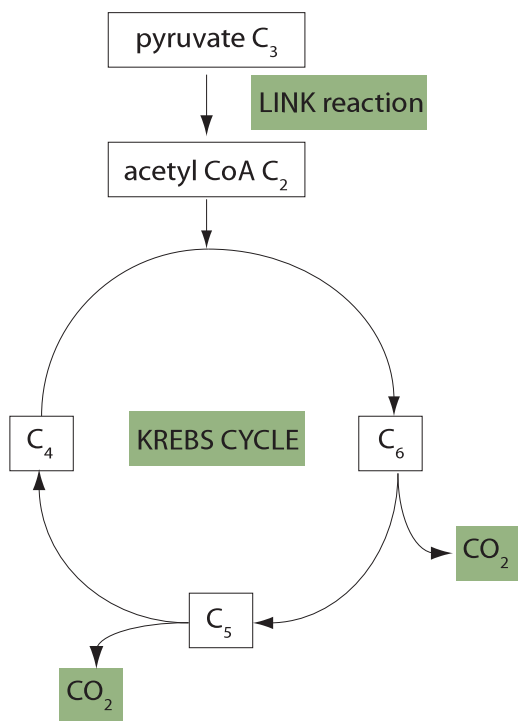 pyruvate C₃
LINK reaction
acetyl CoA C₂
C₄
KREBS CYCLE
C₆
CO₂
C₅
CO₂